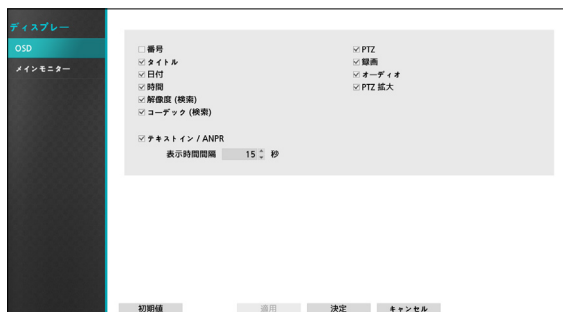 ディスプレー
OSD
メインモニター
番号
タイトル
日付
時間
解像度 (検索)
コーデック (検索)
PTZ
録画
オーディオ
PTZ 拡大
テキストイン / ANPR
表示時間間隔 15 秒
初期値 適用 決定 キャンセル